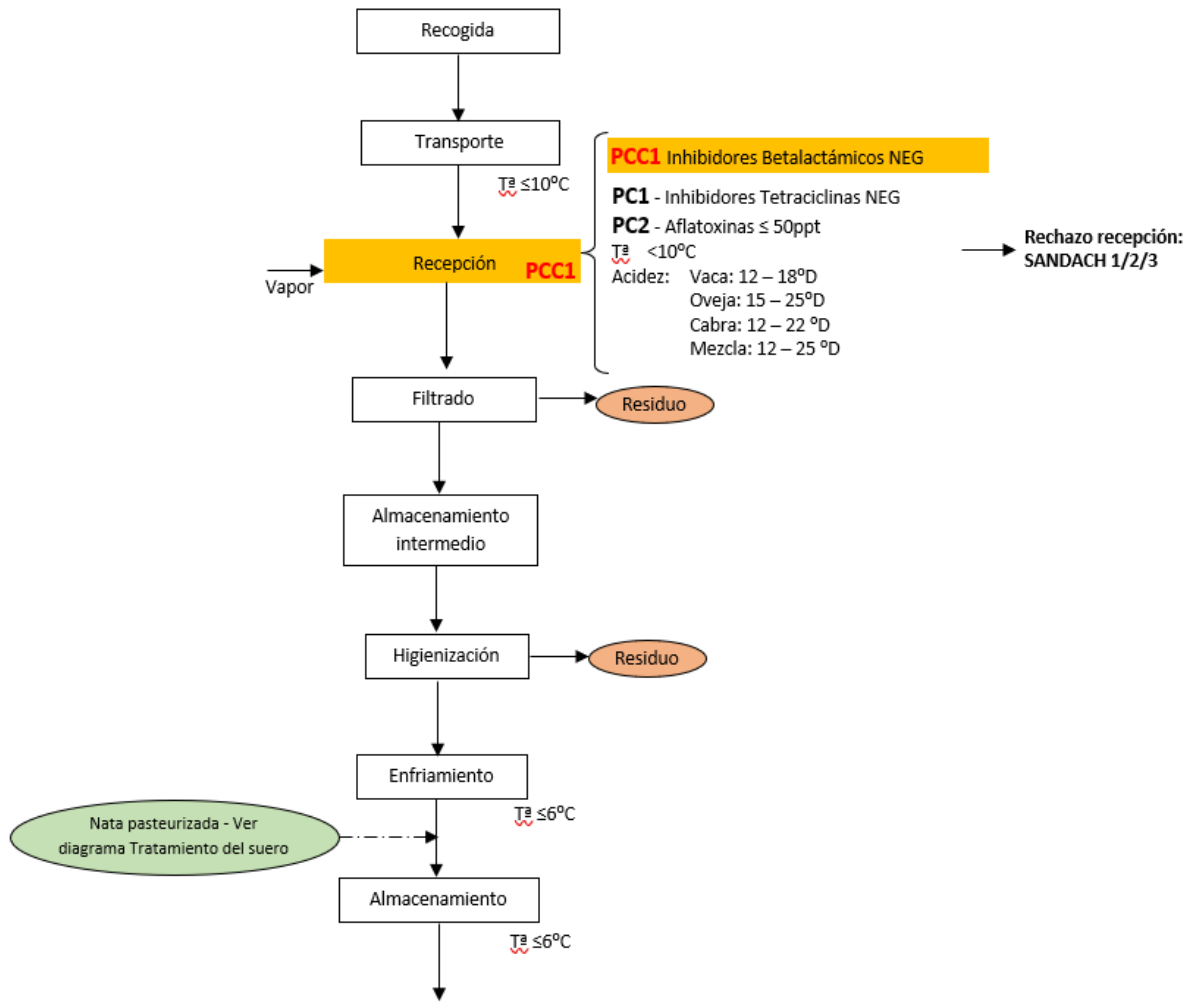 Recogida
Transporte
Tª ≤10ºC
PCC1 Inhibidores Betalactámicos NEG
PC1 - Inhibidores Tetraciclinas NEG
PC2 - Aflatoxinas ≤ 50ppt
Tª <10ºC
Acidez: Vaca: 12 – 18ºD
Oveja: 15 – 25ºD
Cabra: 12 – 22 ºD
Mezcla: 12 – 25 ºD
Rechazo recepción:
SANDACH 1/2/3
Recepción PCC1
Vapor
Filtrado
Residuo
Almacenamiento
intermedio
Higienización
Residuo
Enfriamiento
Tª ≤6ºC
Nata pasteurizada - Ver
diagrama Tratamiento del suero
Almacenamiento
Tª ≤6ºC